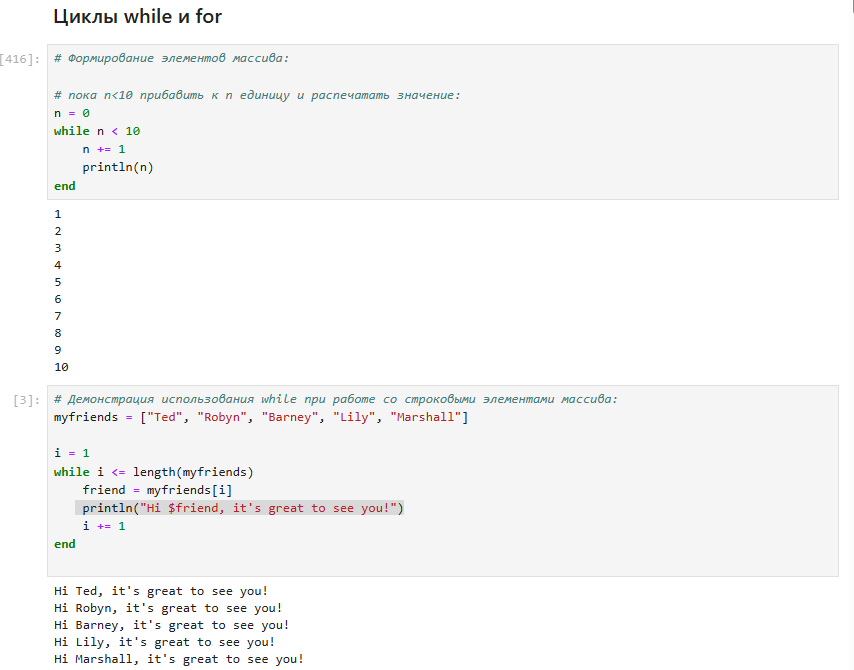 Циклы while и for
[416]:
# Формирование элементов массива:
# пока n<10 прибавить к n единицу и распечатать значение:
n = 0
while n < 10
    n += 1
    println(n)
end
1
2
3
4
5
6
7
8
9
10
[3]:
# Демонстрация использования while при работе со строковыми элементами массива:
myfriends = ["Ted", "Robyn", "Barney", "Lily", "Marshall"]
i = 1
while i <= length(myfriends)
    friend = myfriends[i]
    println("Hi $friend, it's great to see you!")
    i += 1
end
Hi Ted, it's great to see you!
Hi Robyn, it's great to see you!
Hi Barney, it's great to see you!
Hi Lily, it's great to see you!
Hi Marshall, it's great to see you!